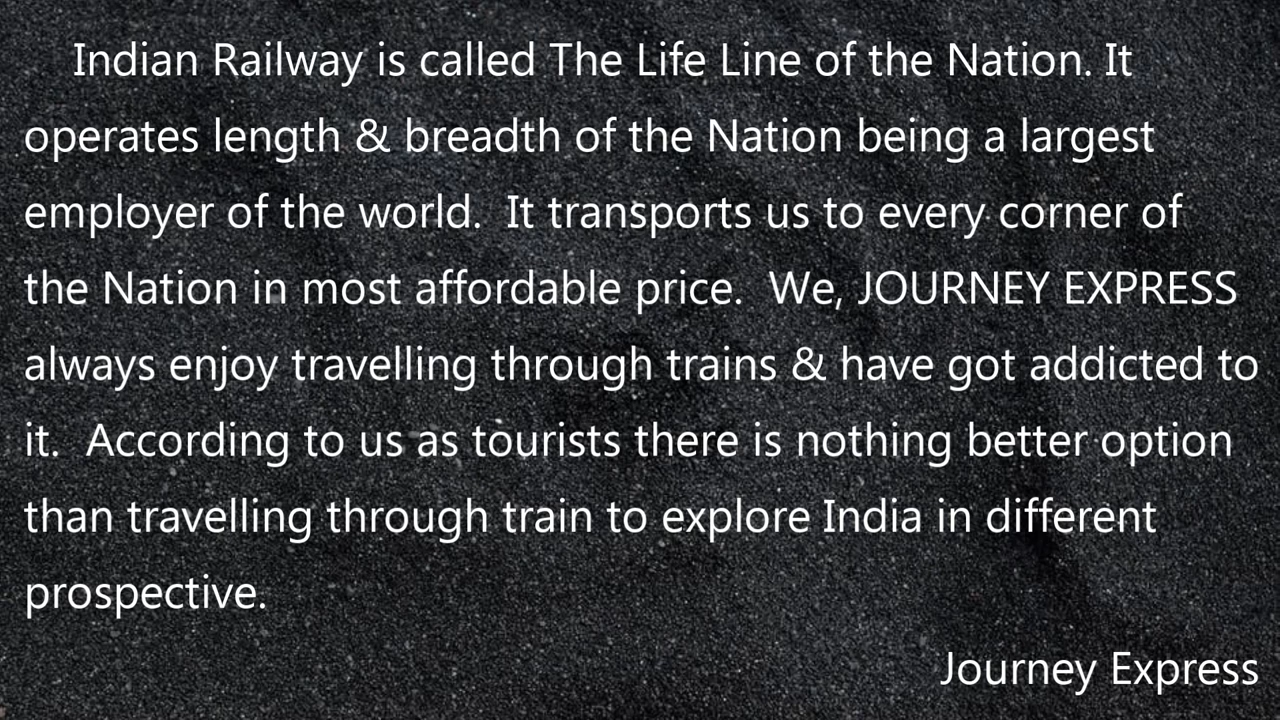 Indian Railway is called The Life Line of the Nation. It
operates length & breadth of the Nation being a largest
employer of the world.  It transports us to every corner of
the Nation in most affordable price.  We, JOURNEY EXPRESS
always enjoy travelling through trains & have got addicted to
it.  According to us as tourists there is nothing better option
than travelling through train to explore India in different
prospective.
Journey Express